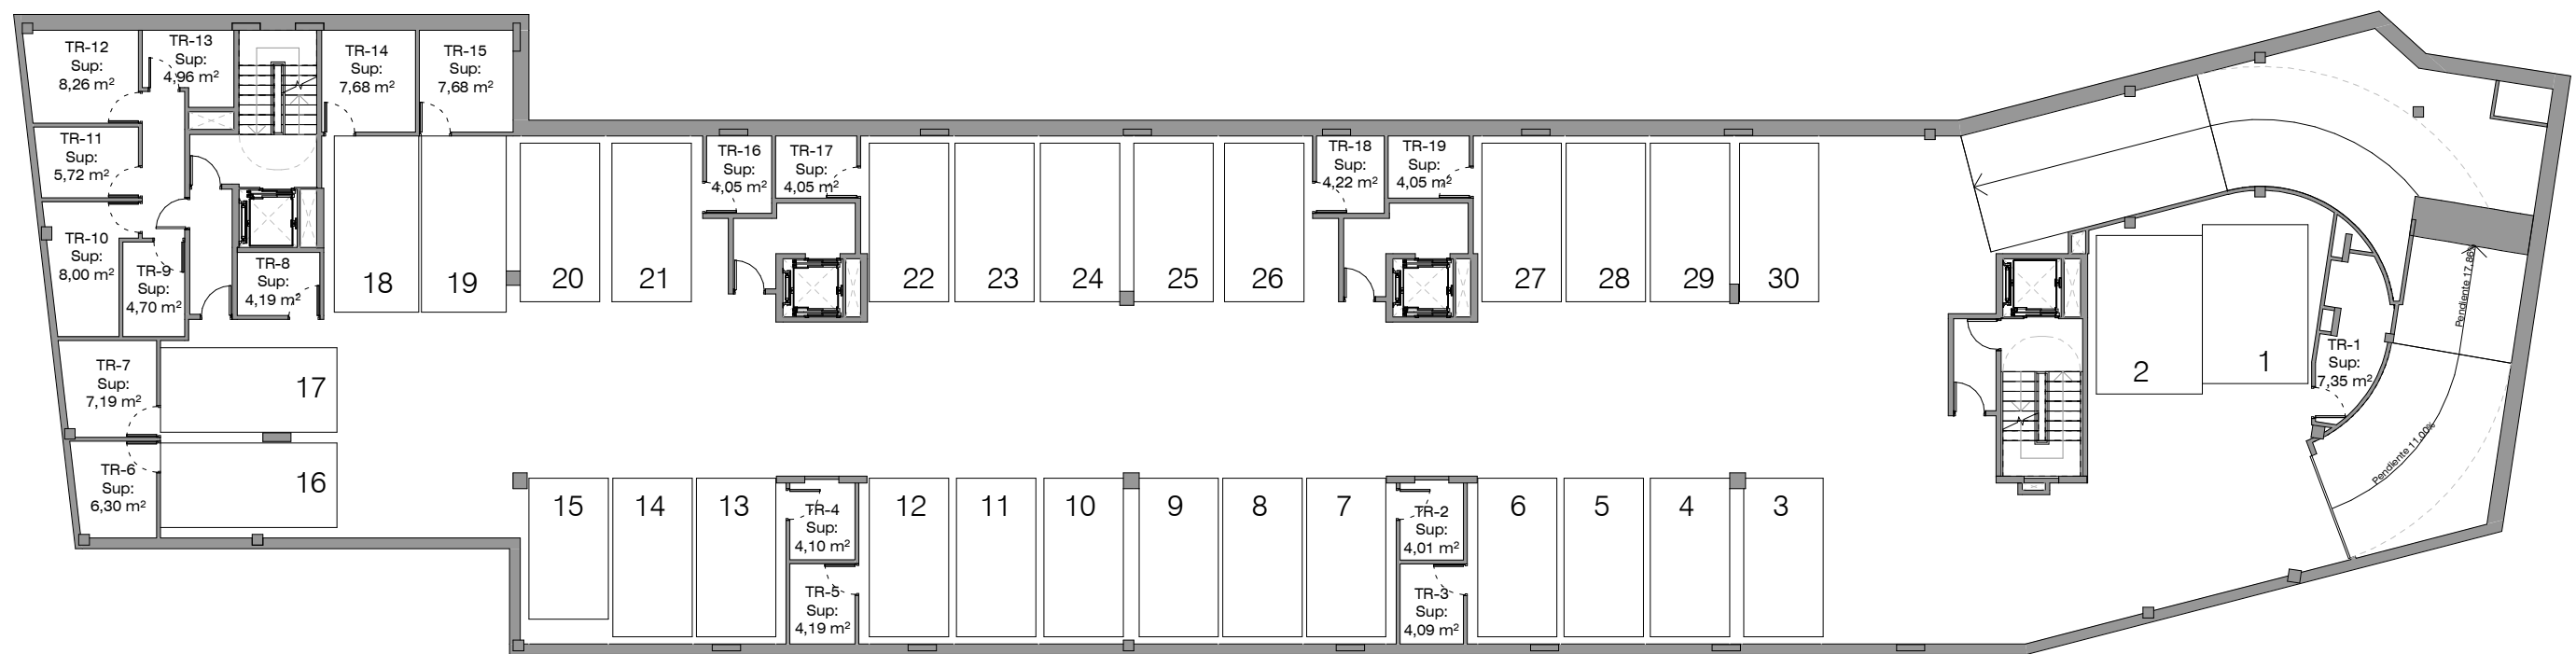 TR-12
Sup:
8,26 m²
TR-13
Sup:
4,96 m²
TR-14
Sup:
7,68 m²
TR-15
Sup:
7,68 m²
TR-11
Sup:
5,72 m²
TR-16
Sup:
4,05 m²
TR-17
Sup:
4,05 m²
TR-18
Sup:
4,22 m²
TR-19
Sup:
4,05 m²
TR-10
Sup:
8,00 m²
TR-9
Sup:
4,70 m²
TR-8
Sup:
4,19 m²
18
19
20
21
22
23
24
25
26
27
28
29
30
Pendiente 17.86%
TR-7
Sup:
7,19 m²
17
2
1
TR-1
Sup:
7,35 m²
Pendiente 11.00%
TR-6
Sup:
6,30 m²
16
15
14
13
TR-4
Sup:
4,10 m²
12
11
10
9
8
7
TR-2
Sup:
4,01 m²
6
5
4
3
TR-5
Sup:
4,19 m²
TR-3
Sup:
4,09 m²